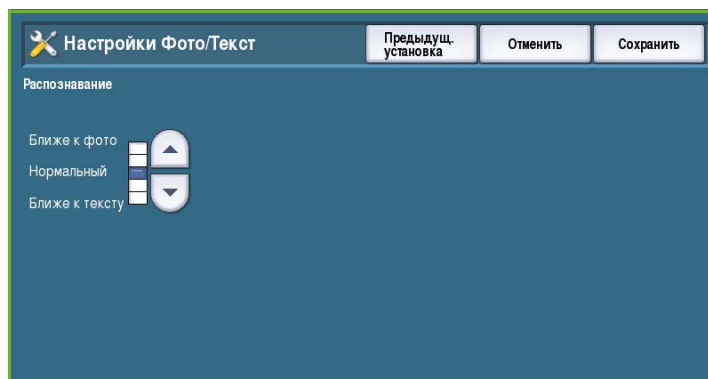 Настройки Фото/Текст
Предыдущ.
установка
Отменить
Сохранить
Распознавание
Ближе к фото
Нормальный
Ближе к тексту